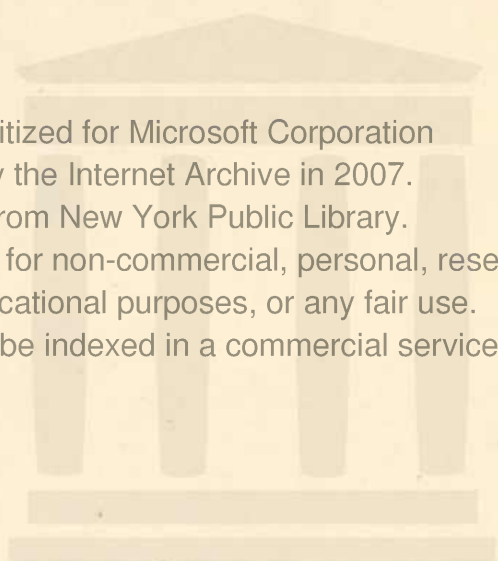 itized for Microsoft Corporation
the Internet Archive in 2007.
rom New York Public Library.
for non-commercial, personal, rese
cational purposes, or any fair use.
be indexed in a commercial service